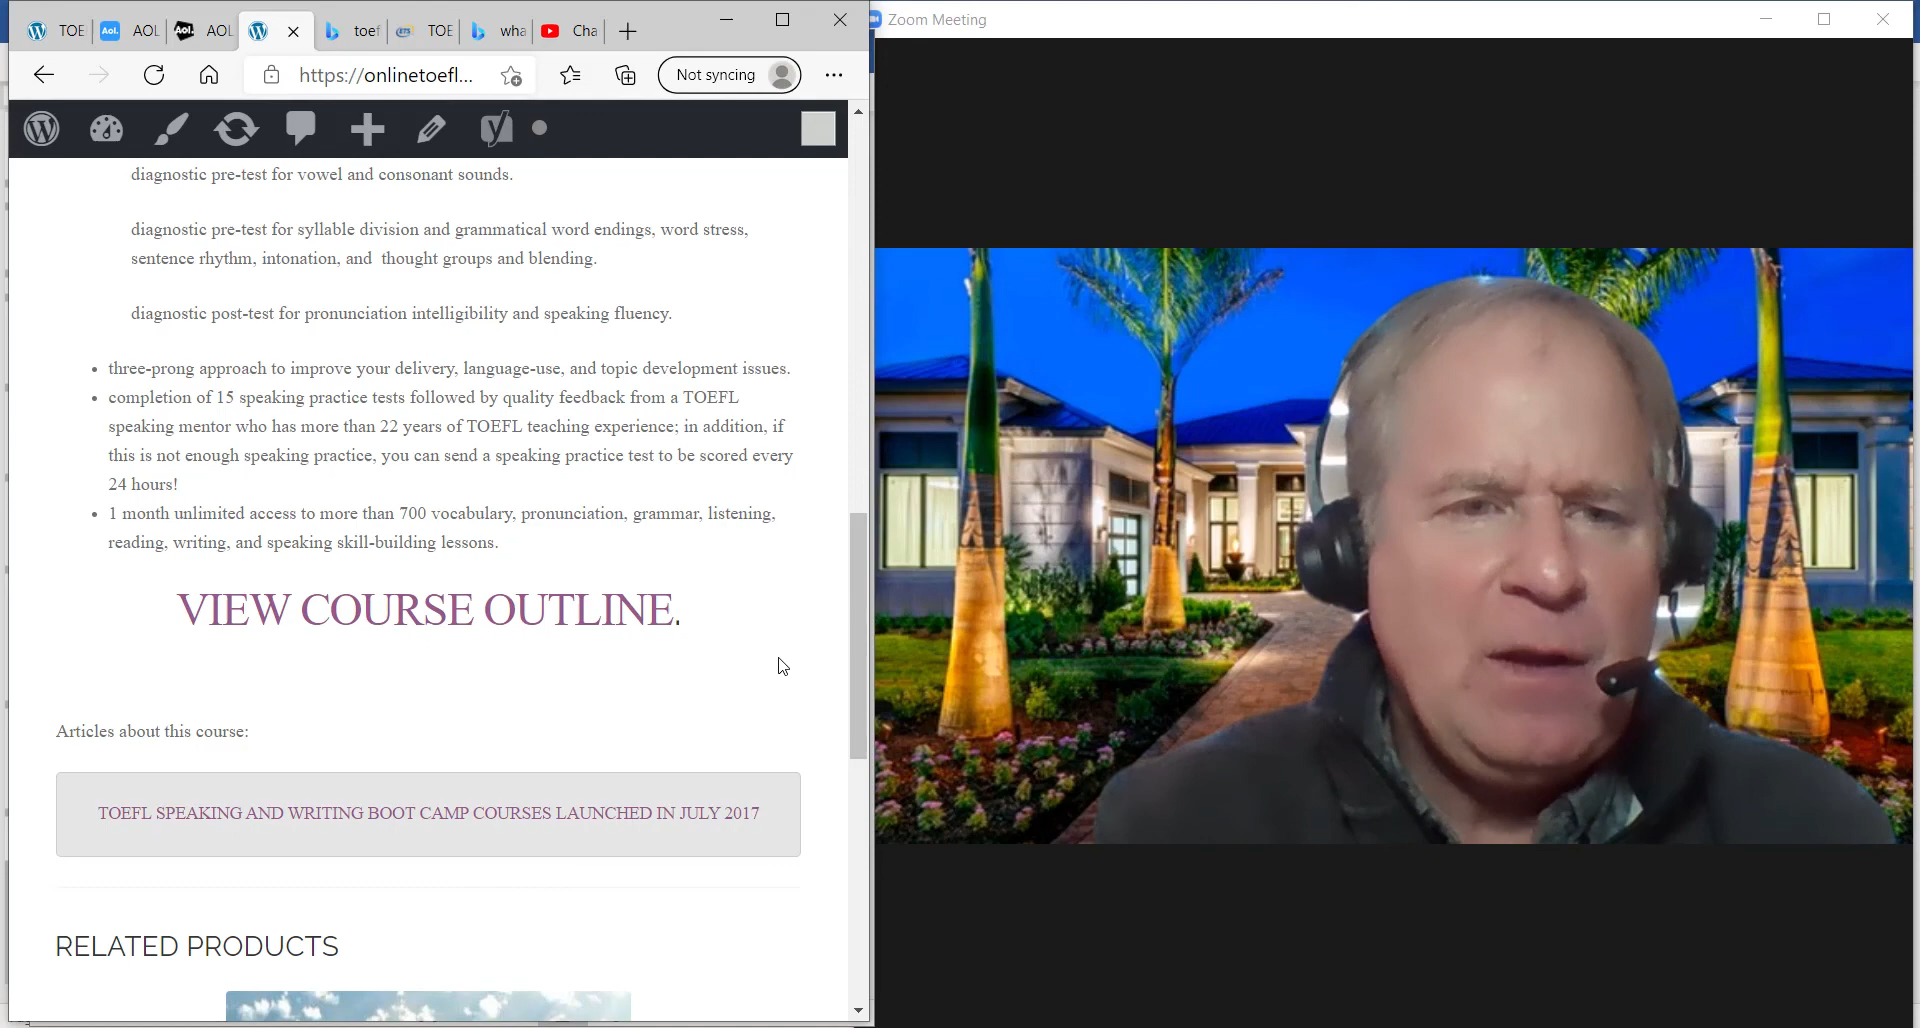 TOE
AOL
AOL
toef
TOE
wha
Cha
https://onlinetoefl...
Not syncing
Zoom Meeting
diagnostic pre-test for vowel and consonant sounds.
diagnostic pre-test for syllable division and grammatical word endings, word stress,
sentence rhythm, intonation, and thought groups and blending.
diagnostic post-test for pronunciation intelligibility and speaking fluency.
• three-prong approach to improve your delivery, language-use, and topic development issues.
• completion of 15 speaking practice tests followed by quality feedback from a TOEFL
speaking mentor who has more than 22 years of TOEFL teaching experience; in addition, if
this is not enough speaking practice, you can send a speaking practice test to be scored every
24 hours!
• 1 month unlimited access to more than 700 vocabulary, pronunciation, grammar, listening,
reading, writing, and speaking skill-building lessons.
VIEW COURSE OUTLINE.
Articles about this course:
TOEFL SPEAKING AND WRITING BOOT CAMP COURSES LAUNCHED IN JULY 2017
RELATED PRODUCTS